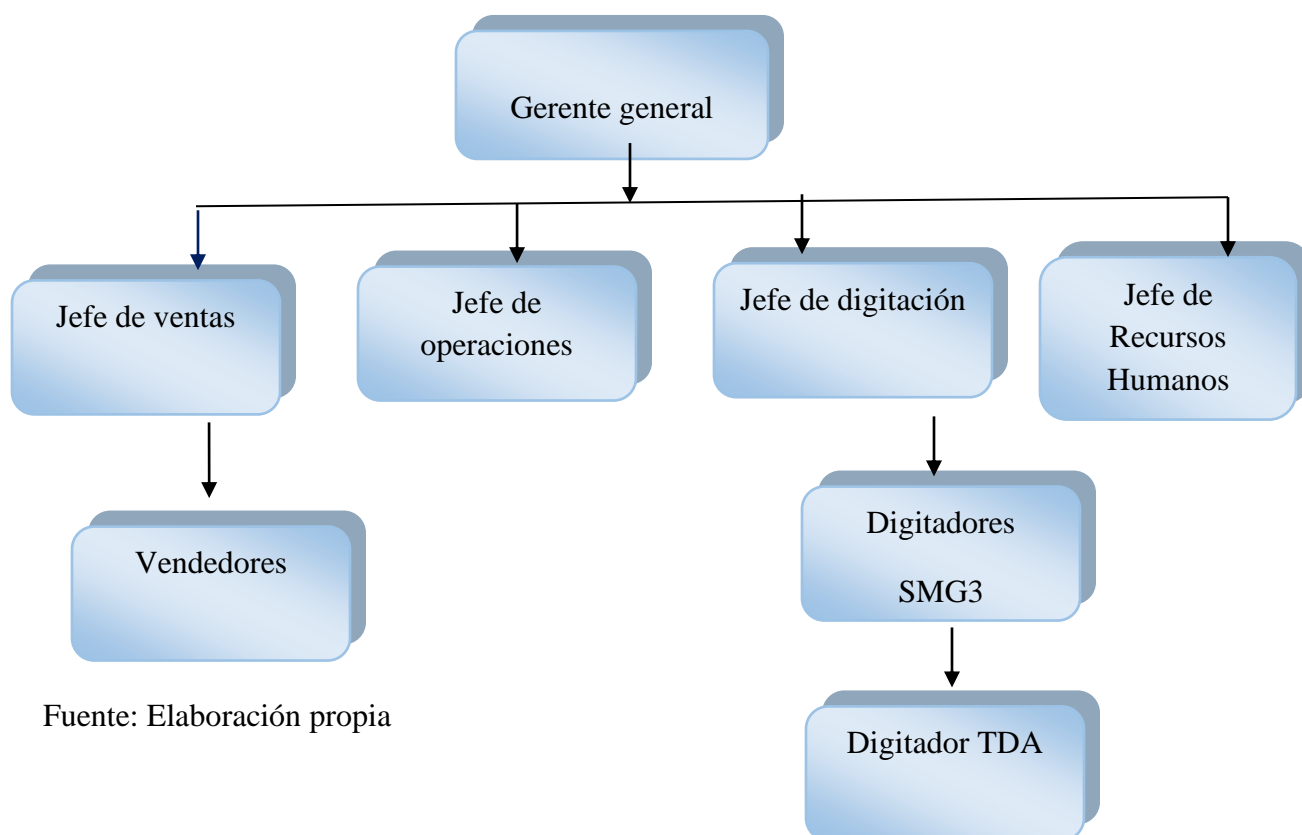 Gerente general
Jefe de ventas
Jefe de
operaciones
Jefe de digitación
Jefe de
Recursos
Humanos
Vendedores
Digitadores
SMG3
Fuente: Elaboración propia
Digitador TDA